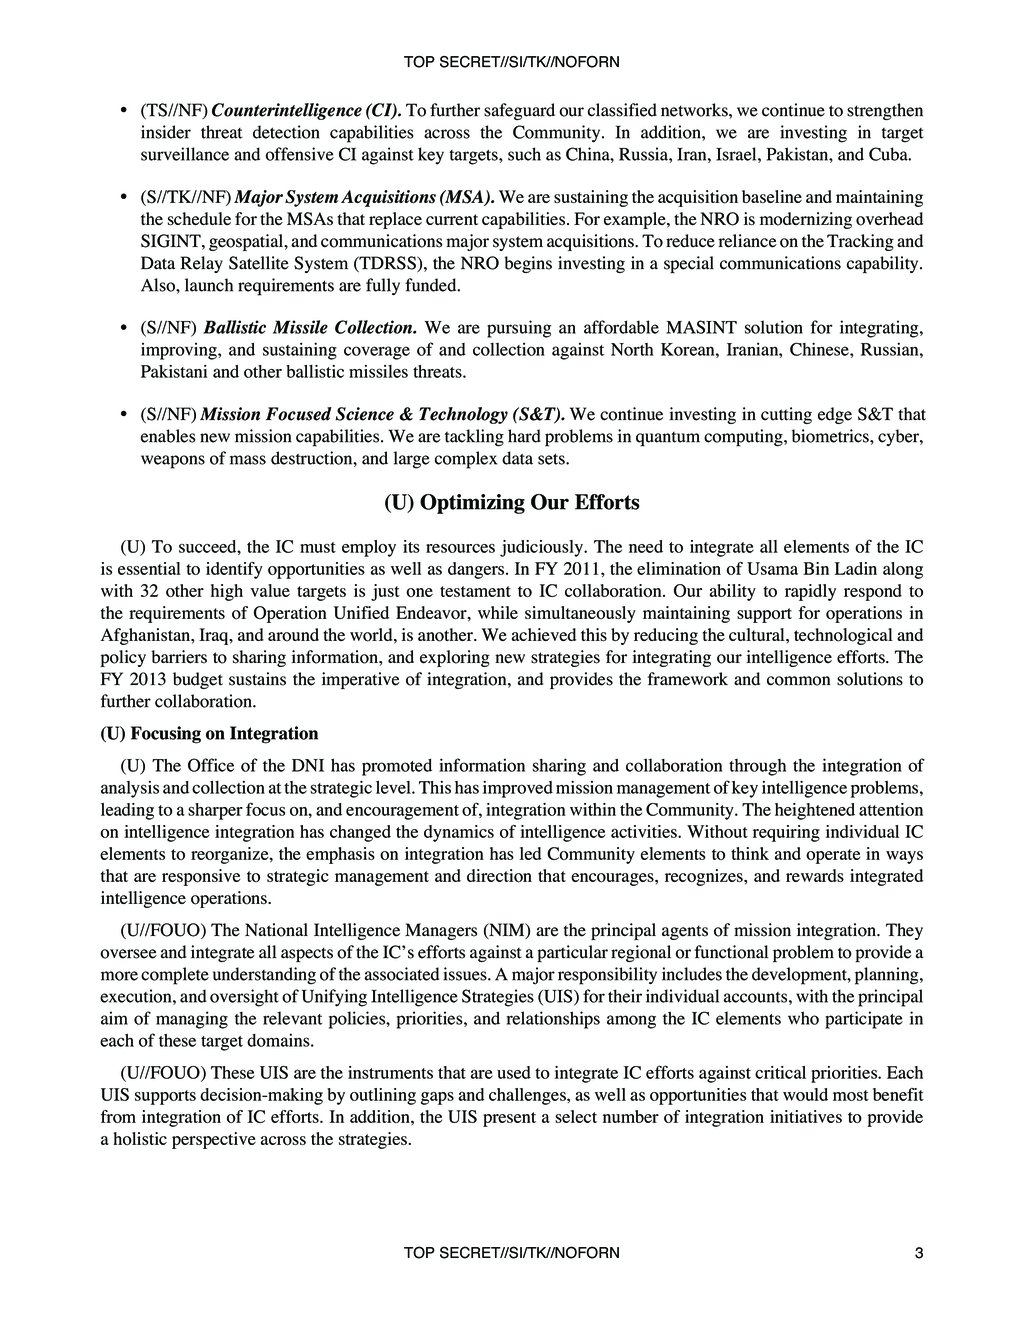 TOP SECRET//SI/TK//NOFORN
• (TS//NF) Counterintelligence (CI). To further safeguard our classified networks, we continue to strengthen
insider threat detection capabilities across the Community. In addition, we are investing in target
surveillance and offensive CI against key targets, such as China, Russia, Iran, Israel, Pakistan, and Cuba.
• (S//TK//NF) Major System Acquisitions (MSA). We are sustaining the acquisition baseline and maintaining
the schedule for the MSAs that replace current capabilities. For example, the NRO is modernizing overhead
SIGINT, geospatial, and communications major system acquisitions. To reduce reliance on the Tracking and
Data Relay Satellite System (TDRSS), the NRO begins investing in a special communications capability.
Also, launch requirements are fully funded.
• (S//NF) Ballistic Missile Collection. We are pursuing an affordable MASINT solution for integrating,
improving, and sustaining coverage of and collection against North Korean, Iranian, Chinese, Russian,
Pakistani and other ballistic missiles threats.
• (S//NF) Mission Focused Science & Technology (S&T). We continue investing in cutting edge S&T that
enables new mission capabilities. We are tackling hard problems in quantum computing, biometrics, cyber,
weapons of mass destruction, and large complex data sets.
(U) Optimizing Our Efforts
(U) To succeed, the IC must employ its resources judiciously. The need to integrate all elements of the IC
is essential to identify opportunities as well as dangers. In FY 2011, the elimination of Usama Bin Ladin along
with 32 other high value targets is just one testament to IC collaboration. Our ability to rapidly respond to
the requirements of Operation Unified Endeavor, while simultaneously maintaining support for operations in
Afghanistan, Iraq, and around the world, is another. We achieved this by reducing the cultural, technological and
policy barriers to sharing information, and exploring new strategies for integrating our intelligence efforts. The
FY 2013 budget sustains the imperative of integration, and provides the framework and common solutions to
further collaboration.
(U) Focusing on Integration
(U) The Office of the DNI has promoted information sharing and collaboration through the integration of
analysis and collection at the strategic level. This has improved mission management of key intelligence problems,
leading to a sharper focus on, and encouragement of, integration within the Community. The heightened attention
on intelligence integration has changed the dynamics of intelligence activities. Without requiring individual IC
elements to reorganize, the emphasis on integration has led Community elements to think and operate in ways
that are responsive to strategic management and direction that encourages, recognizes, and rewards integrated
intelligence operations.
(U//FOUO) The National Intelligence Managers (NIM) are the principal agents of mission integration. They
oversee and integrate all aspects of the IC’s efforts against a particular regional or functional problem to provide a
more complete understanding of the associated issues. A major responsibility includes the development, planning,
execution, and oversight of Unifying Intelligence Strategies (UIS) for their individual accounts, with the principal
aim of managing the relevant policies, priorities, and relationships among the IC elements who participate in
each of these target domains.
(U//FOUO) These UIS are the instruments that are used to integrate IC efforts against critical priorities. Each
UIS supports decision-making by outlining gaps and challenges, as well as opportunities that would most benefit
from integration of IC efforts. In addition, the UIS present a select number of integration initiatives to provide
a holistic perspective across the strategies.
TOP SECRET//SI/TK//NOFORN 3